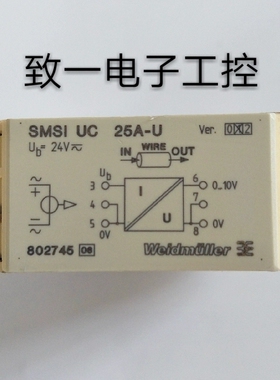 致一电子工控
SMSI UC 25A-U Ver. 0X2
Ub= 24V
IN WIRE OUT
Ub
3 I 6 0..10V
4 7
5 U 8
0V 0V
802745 06 Weidmüller